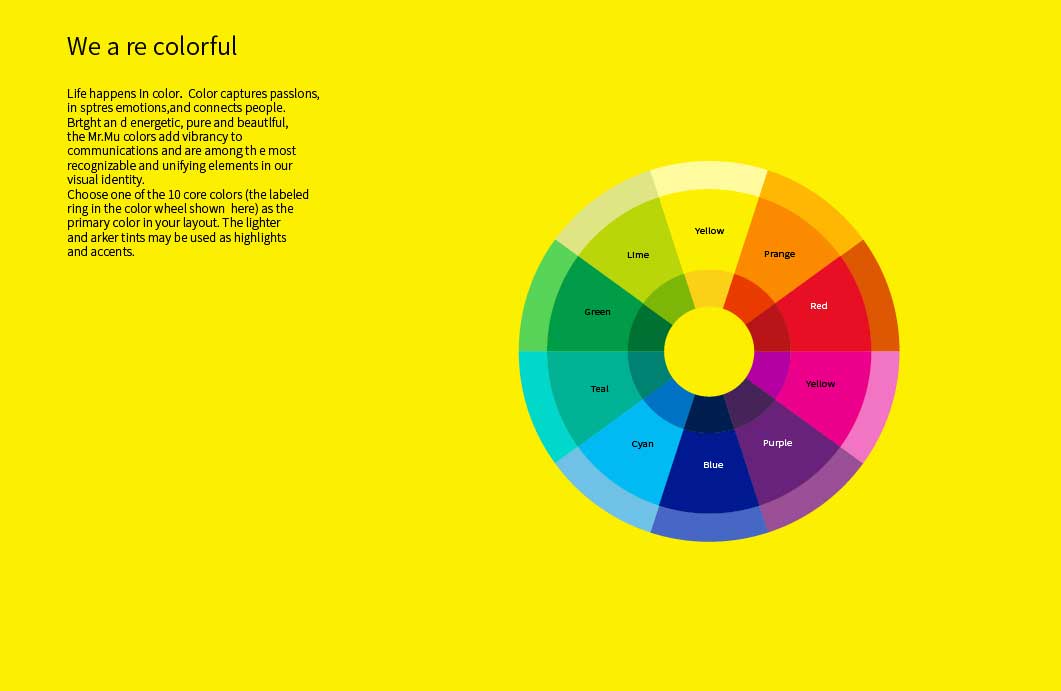 We a re colorful
Life happens In color.  Color captures passlons,
in sptres emotions,and connects people.
Brtght an d energetic, pure and beautlful,
the Mr.Mu colors add vibrancy to
communications and are among th e most
recognizable and unifying elements in our
visual identity.
Choose one of the 10 core colors (the labeled
ring in the color wheel shown  here) as the
primary color in your layout. The lighter
and arker tints may be used as highlights
and accents.
Yellow
Lime
Prange
Red
Green
Yellow
Teal
Purple
Cyan
Blue